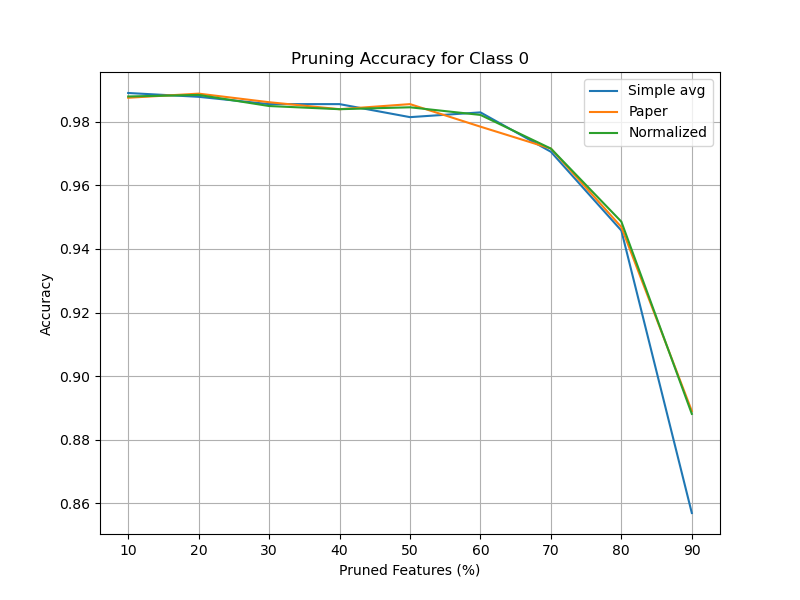 Pruning Accuracy for Class 0
Simple avg
Paper
Normalized
Accuracy
0.98
0.96
0.94
0.92
0.90
0.88
0.86
10 20 30 40 50 60 70 80 90
Pruned Features (%)